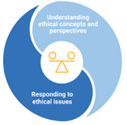 Understanding
ethical concepts and
perspectives
Responding to
ethical issues